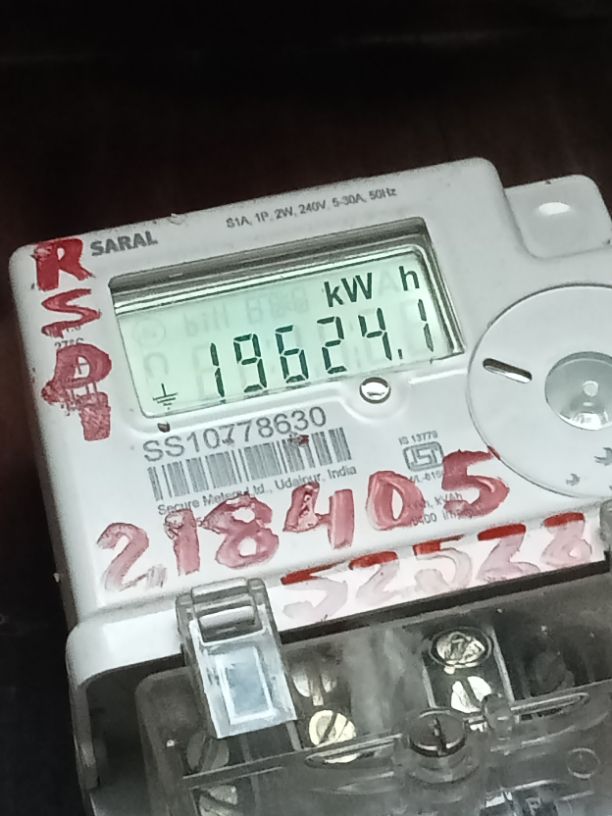 S1A, 1P, 2W, 240V, 5-30A, 50Hz
SARAL
kW h
19624.1
SS10778630
IS 13779
Secure Meters Ltd., Udaipur, India
218405
52528